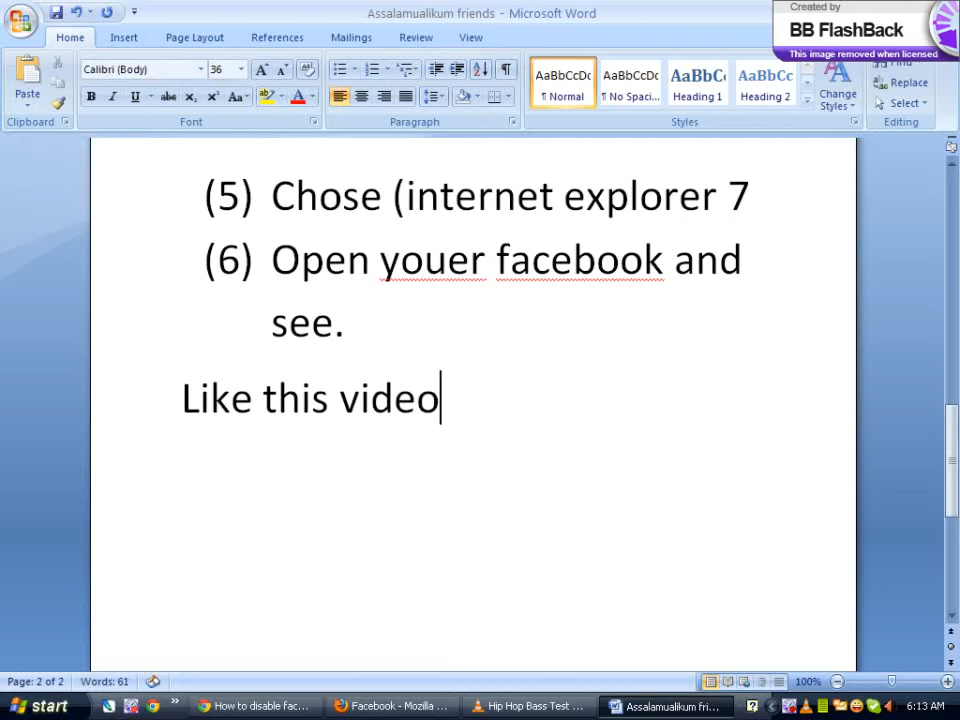 Assalamualikum friends - Microsoft Word
Created by
BB FlashBack
This image removed when licensed
Home Insert Page Layout References Mailings Review View
Paste
Calibri (Body) 36
AaBbCcDc AaBbCcDc AaBbC AaBbCc
¶ Normal ¶ No Spaci... Heading 1 Heading 2
Change Styles
Find
Replace
Select
Clipboard Font Paragraph Styles Editing
(5) Chose (internet explorer 7
(6) Open youer facebook and
see.
Like this video
Page: 2 of 2 Words: 61 100%
start How to disable fac... Facebook - Mozilla ... Hip Hop Bass Test ... Assalamualikum fri... 6:13 AM